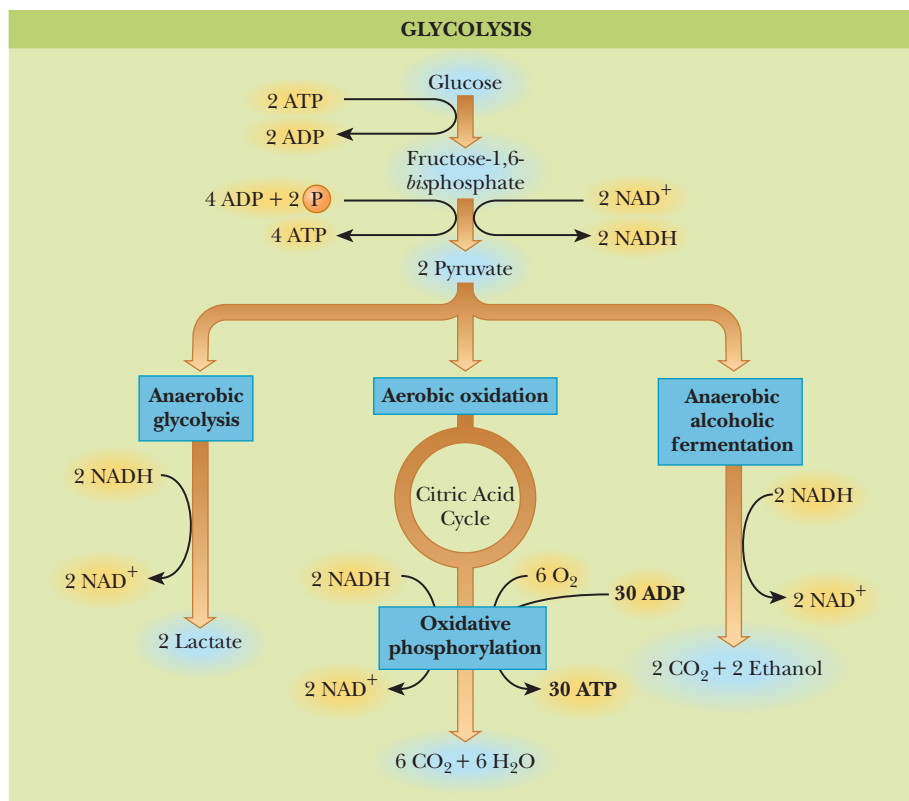 GLYCOLYSIS
Glucose
2 ATP
2 ADP
Fructose-1,6-
bisphosphate
4 ADP + 2 P
4 ATP
2 NAD⁺
2 NADH
2 Pyruvate
Anaerobic
glycolysis
Aerobic oxidation
Anaerobic
alcoholic
fermentation
2 NADH
2 NAD⁺
2 Lactate
Citric Acid
Cycle
2 NADH
6 O₂
30 ADP
Oxidative
phosphorylation
2 NAD⁺
30 ATP
6 CO₂ + 6 H₂O
2 NADH
2 NAD⁺
2 CO₂ + 2 Ethanol